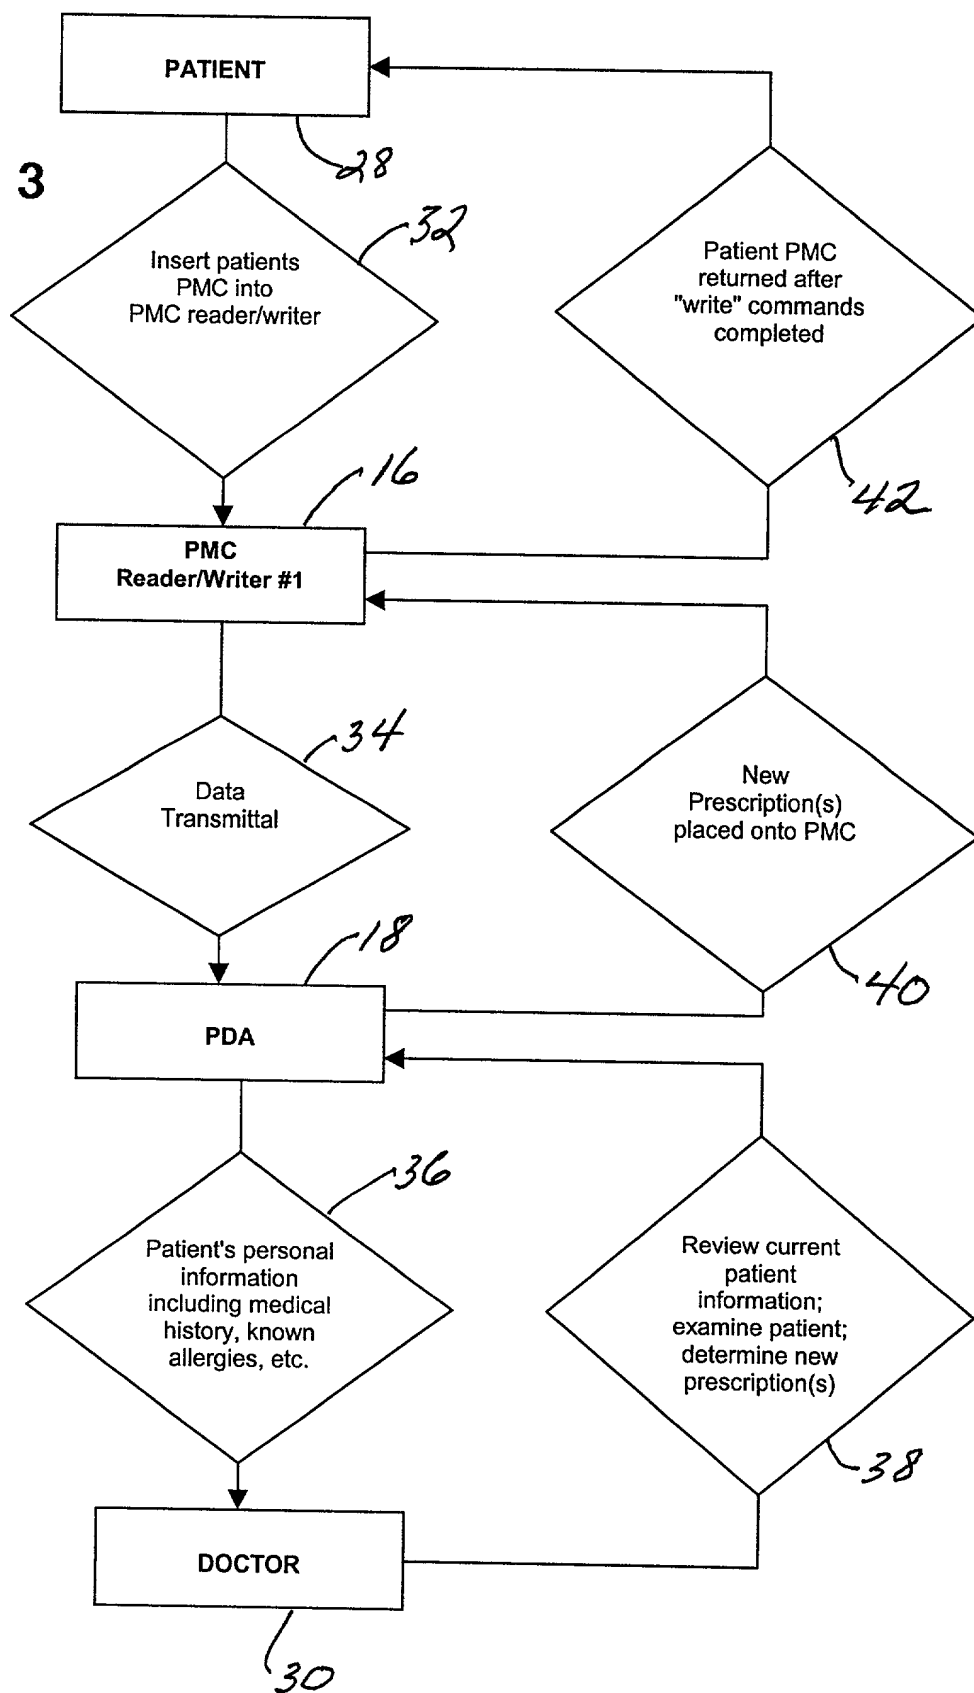 PATIENT
28
3
32
Insert patients
PMC into
PMC reader/writer
Patient PMC
returned after
"write" commands
completed
42
16
PMC
Reader/Writer #1
34
Data
Transmittal
New
Prescription(s)
placed onto PMC
40
18
PDA
36
Patient's personal
information
including medical
history, known
allergies, etc.
Review current
patient
information;
examine patient;
determine new
prescription(s)
38
DOCTOR
30